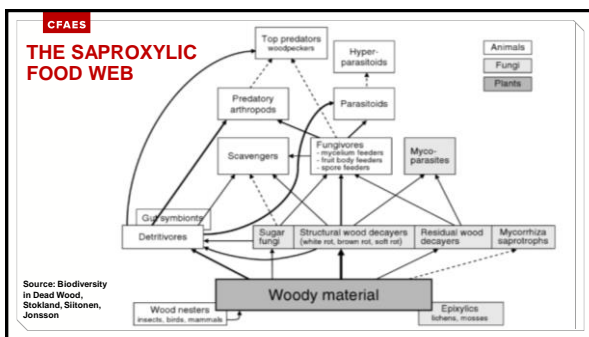 CFAES
THE SAPROXYLIC
FOOD WEB
Top predators
woodpeckers
Hyper-
parasitoids
Animals
Fungi
Plants
Predatory
arthropods
Parasitoids
Scavengers
Fungivores
- mycelium feeders
- fruit body feeders
- spore feeders
Myco-
parasites
Gut symbionts
Detritivores
Sugar
fungi
Structural wood decayers
(white rot, brown rot, soft rot)
Residual wood
decayers
Mycorrhiza
saprotrophs
Source: Biodiversity
in Dead Wood,
Stokland, Siitonen,
Jonsson
Woody material
Wood nesters
insects, birds, mammals
Epixylics
lichens, mosses